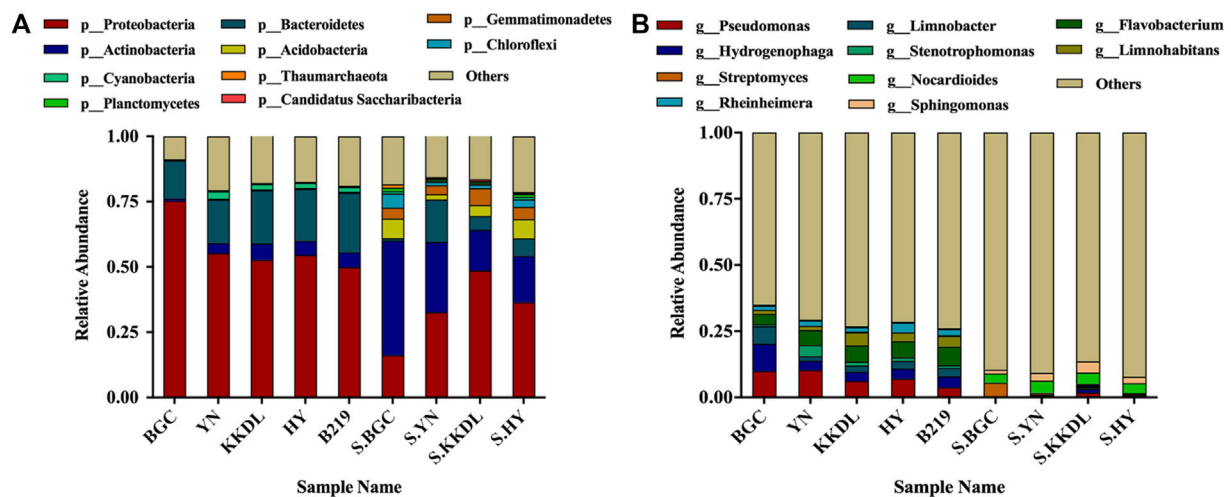 A
p__Proteobacteria
p__Actinobacteria
p__Cyanobacteria
p__Planctomycetes
p__Bacteroidetes
p__Acidobacteria
p__Thaumarchaeota
p__Candidatus Saccharibacteria
p__Gemmatimonadetes
p__Chloroflexi
Others
Relative Abundance
1.00
0.75
0.50
0.25
0.00
BGC
YN
KKDL
HY
B219
S.BGC
S.YN
S.KKDL
S.HY
Sample Name
B
g__Pseudomonas
g__Hydrogenophaga
g__Streptomyces
g__Rheinheimera
g__Limnobacter
g__Stenotrophomonas
g__Nocardioides
g__Sphingomonas
g__Flavobacterium
g__Limnohabitans
Others
Relative Abundance
1.00
0.75
0.50
0.25
0.00
BGC
YN
KKDL
HY
B219
S.BGC
S.YN
S.KKDL
S.HY
Sample Name